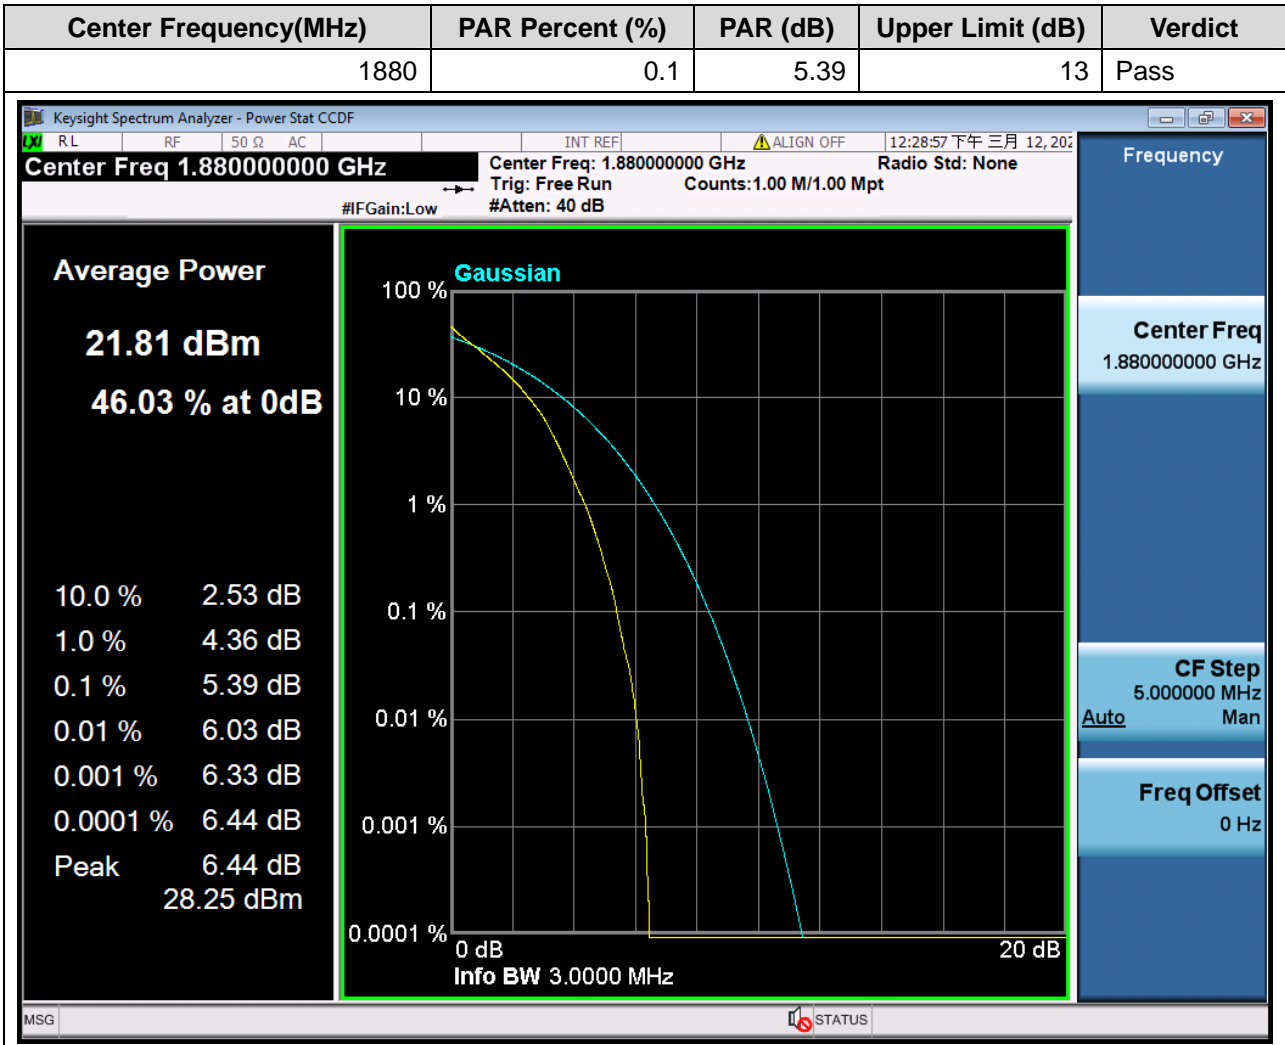 Center Frequency(MHz) PAR Percent (%) PAR (dB) Upper Limit (dB) Verdict
1880 0.1 5.39 13 Pass
Keysight Spectrum Analyzer - Power Stat CCDF
LXI RL RF 50 Ω AC INT REF ALIGN OFF 12:28:57 下午 三月 12, 202
Center Freq 1.880000000 GHz
Center Freq: 1.880000000 GHz Radio Std: None
Trig: Free Run Counts:1.00 M/1.00 Mpt
#IFGain:Low #Atten: 40 dB
Average Power
21.81 dBm
46.03 % at 0dB
10.0 % 2.53 dB
1.0 % 4.36 dB
0.1 % 5.39 dB
0.01 % 6.03 dB
0.001 % 6.33 dB
0.0001 % 6.44 dB
Peak 6.44 dB
28.25 dBm
Gaussian
100 %
10 %
1 %
0.1 %
0.01 %
0.001 %
0.0001 %
0 dB 20 dB
Info BW 3.0000 MHz
Frequency
Center Freq
1.880000000 GHz
CF Step
5.000000 MHz
Auto Man
Freq Offset
0 Hz
MSG STATUS